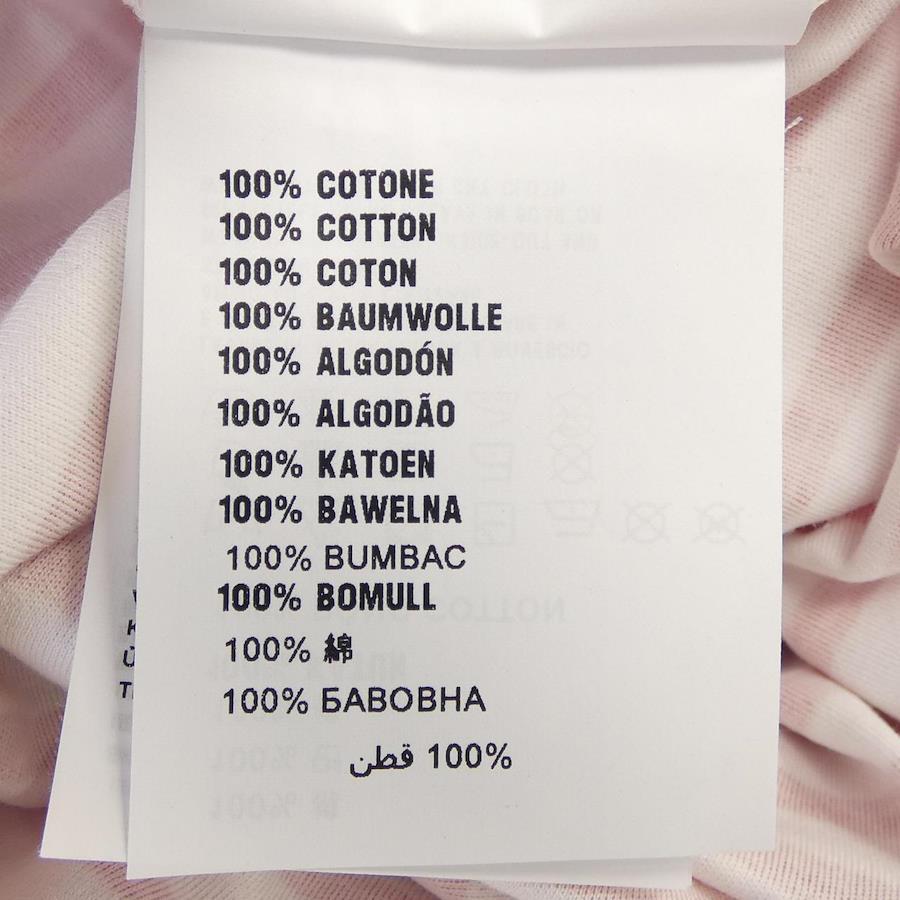 100% COTONE
100% COTTON
100% COTON
100% BAUMWOLLE
100% ALGODÓN
100% ALGODÃO
100% KATOEN
100% BAWELNA
100% BUMBAC
100% BOMULL
100% 綿
100% БАВОВНА
100% قطن